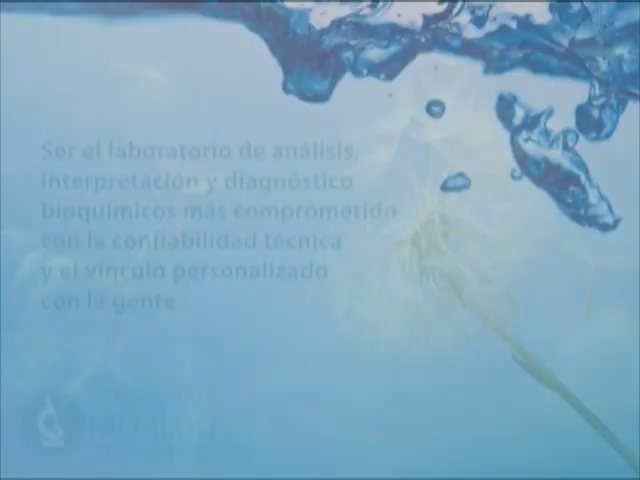 Ser el laboratorio de análisis,
interpretación y diagnóstico
bioquímicos más comprometido
con la confiabilidad técnica
y el vínculo personalizado
con la gente